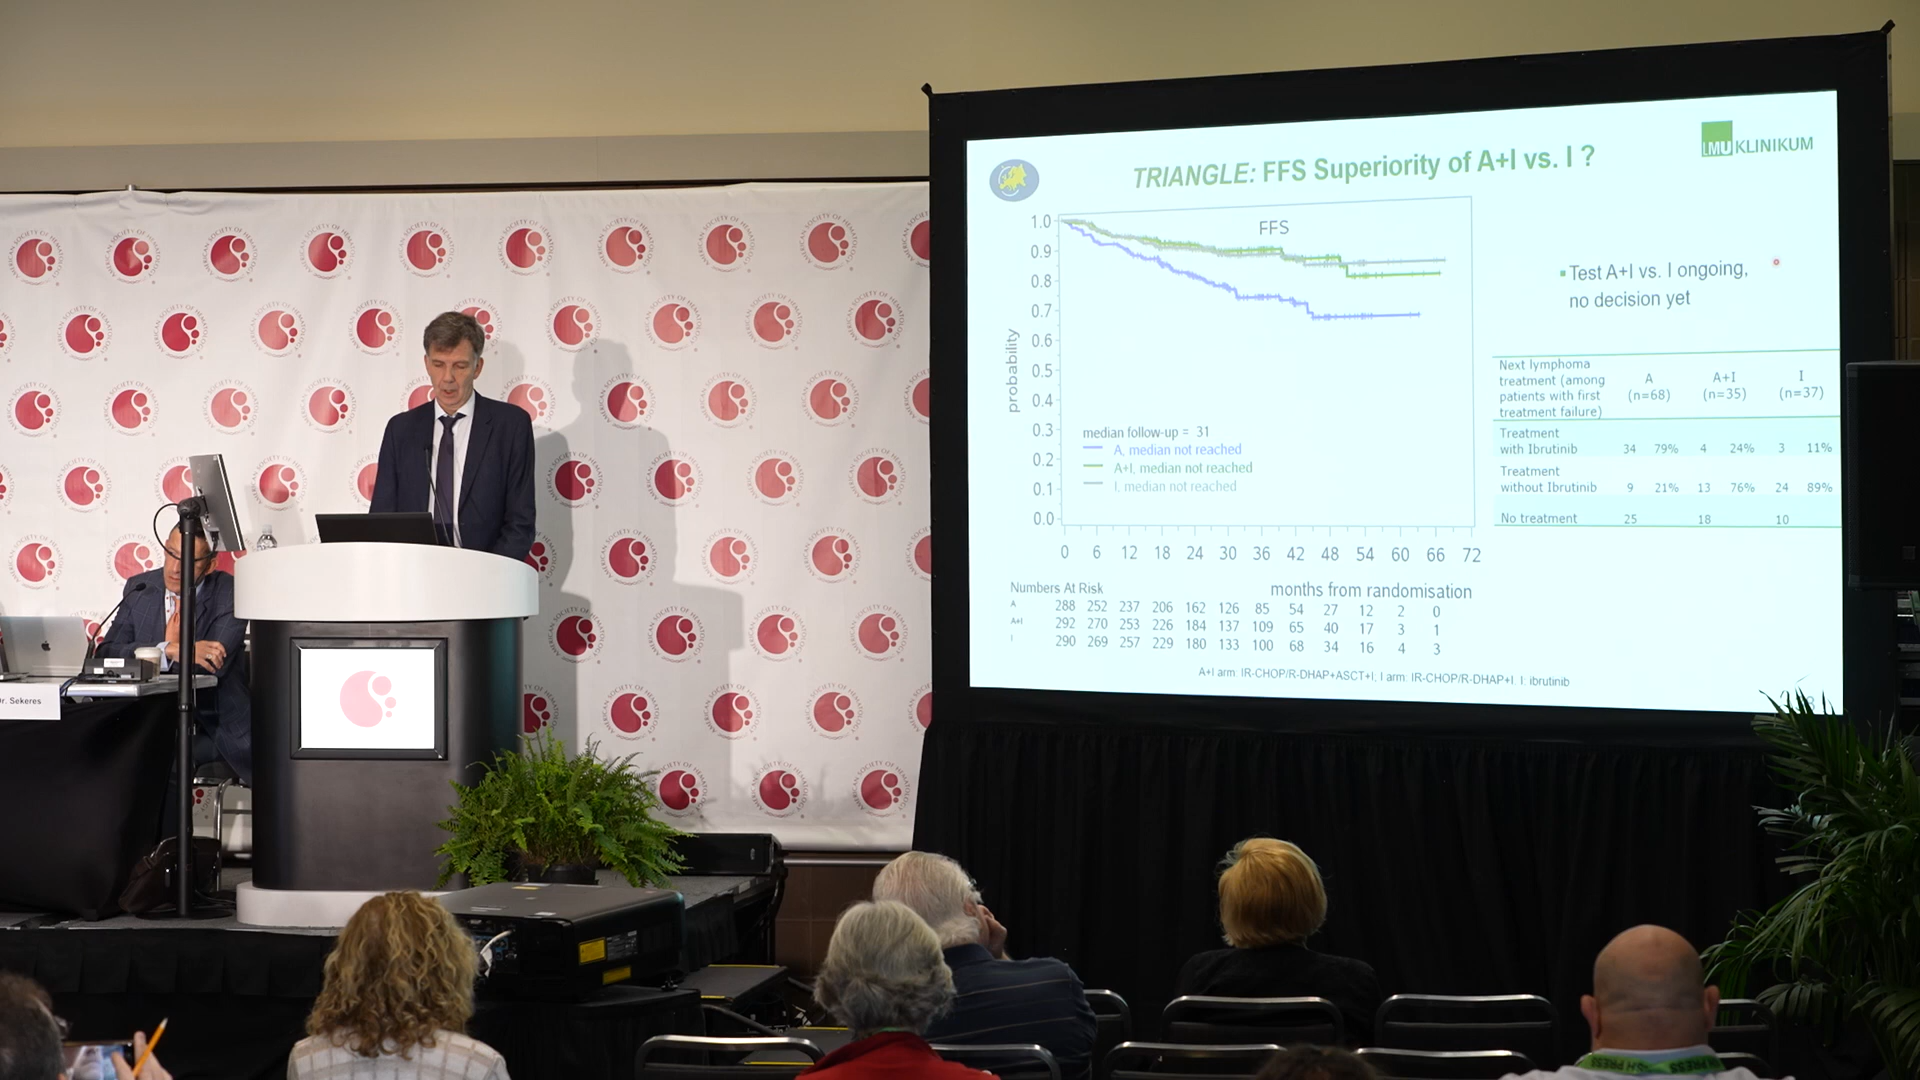 TRIANGLE: FFS Superiority of A+I vs. I ?
LMU KLINIKUM
FFS
1.0
0.9
0.8
0.7
0.6
0.5
0.4
0.3
0.2
0.1
0.0
probability
median follow-up = 31
A, median not reached
A+I, median not reached
I, median not reached
0 6 12 18 24 30 36 42 48 54 60 66 72
months from randomisation
Numbers At Risk
A 288 252 237 206 162 126 85 54 27 12 2 0
A+I 292 270 253 226 184 137 109 65 40 17 3 1
I 290 269 257 229 180 133 100 68 34 16 4 3
▪ Test A+I vs. I ongoing,
no decision yet
Next lymphoma
treatment (among
patients with first
treatment failure)
A
(n=68)
A+I
(n=35)
I
(n=37)
Treatment
with Ibrutinib 34 79% 4 24% 3 11%
Treatment
without Ibrutinib 9 21% 13 76% 24 89%
No treatment 25 18 10
A+I arm: IR-CHOP/R-DHAP+ASCT+I; I arm: IR-CHOP/R-DHAP+I I: ibrutinib
AMERICAN SOCIETY OF HEMATOLOGY
Dr. Sekeres
PRESS